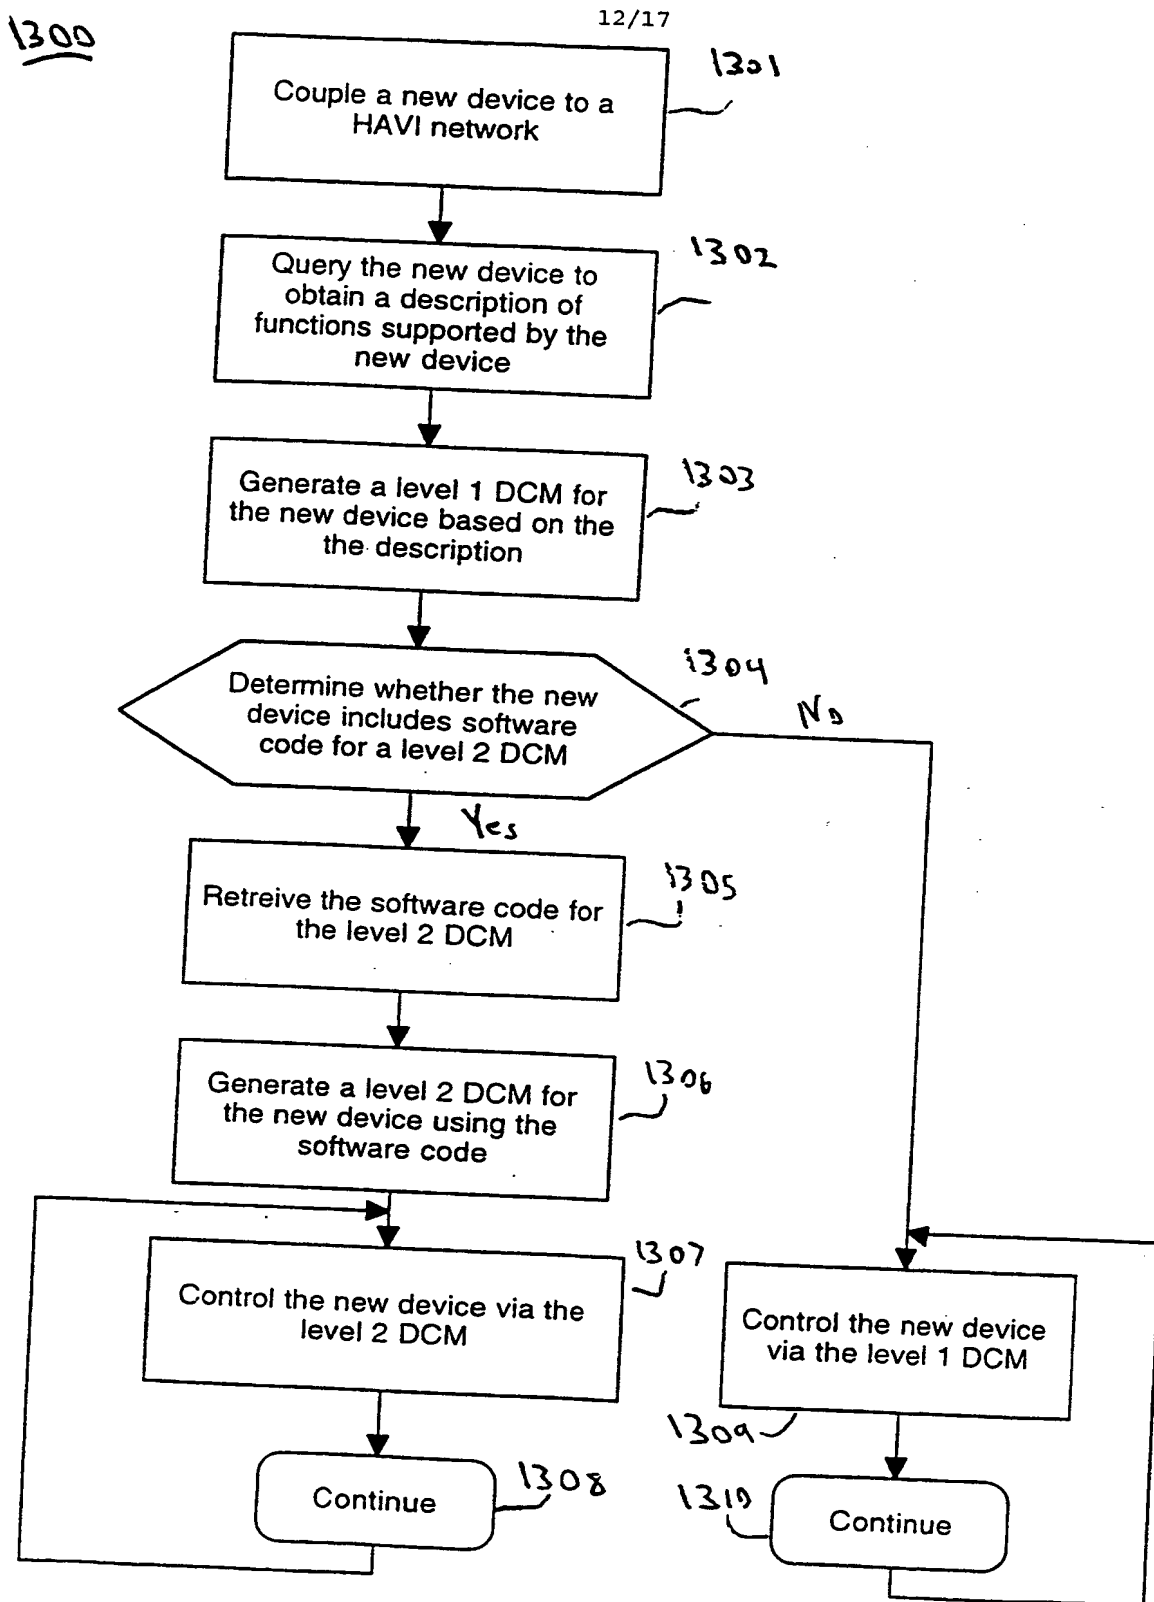 12/17
1300
Couple a new device to a
HAVI network
1301
Query the new device to
obtain a description of
functions supported by the
new device
1302
Generate a level 1 DCM for
the new device based on the
the description
1303
Determine whether the new
device includes software
code for a level 2 DCM
1304
No
Yes
Retreive the software code for
the level 2 DCM
1305
Generate a level 2 DCM for
the new device using the
software code
1306
Control the new device via the
level 2 DCM
1307
Control the new device
via the level 1 DCM
1309
Continue
1308
Continue
1310